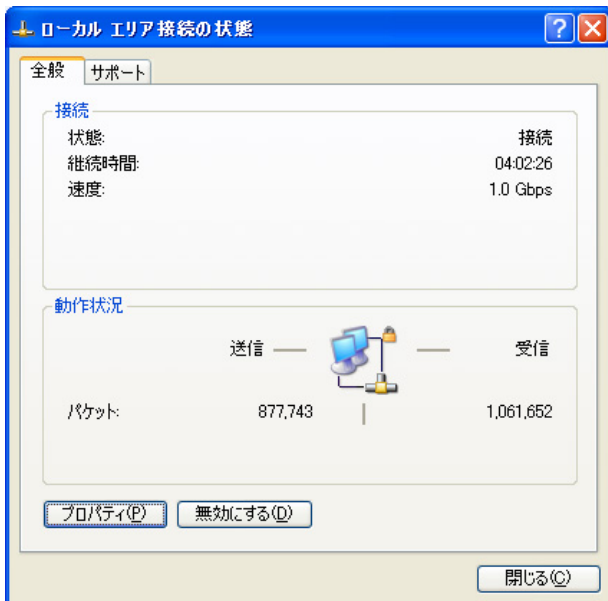 ローカル エリア接続の状態
全般 サポート
接続
状態: 接続
継続時間: 04:02:26
速度: 1.0 Gbps
動作状況
送信 受信
パケット: 877,743 1,061,652
プロパティ(P) 無効にする(D)
閉じる(C)